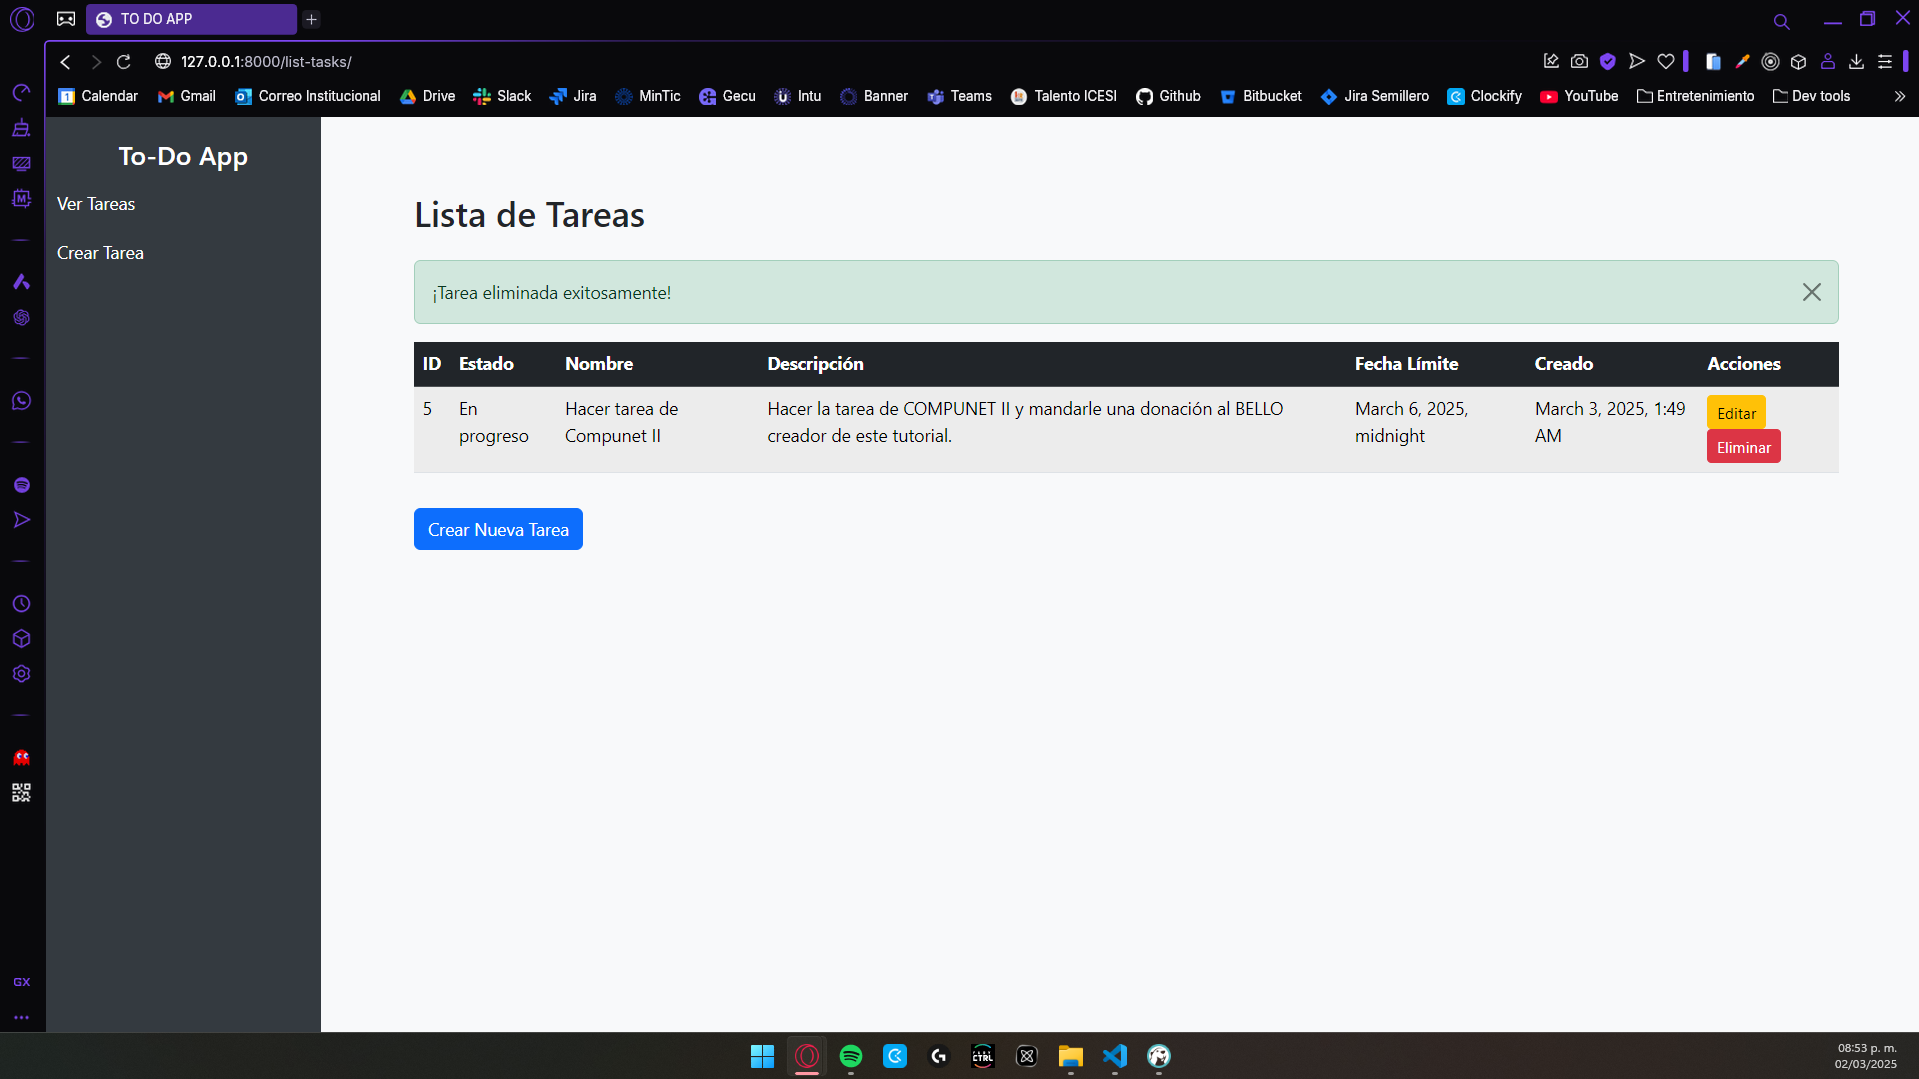 TO DO APP
127.0.0.1:8000/list-tasks/
Calendar Gmail Correo Institucional Drive Slack Jira MinTic Gecu Intu Banner Teams Talento ICESI Github Bitbucket Jira Semillero Clockify YouTube Entretenimiento Dev tools
To-Do App
Ver Tareas
Crear Tarea
Lista de Tareas
¡Tarea eliminada exitosamente!
ID Estado Nombre Descripción Fecha Límite Creado Acciones
5 En progreso Hacer tarea de Compunet II Hacer la tarea de COMPUNET II y mandarle una donación al BELLO creador de este tutorial. March 6, 2025, midnight March 3, 2025, 1:49 AM Editar Eliminar
Crear Nueva Tarea
GX
CTRL
08:53 p. m.
02/03/2025